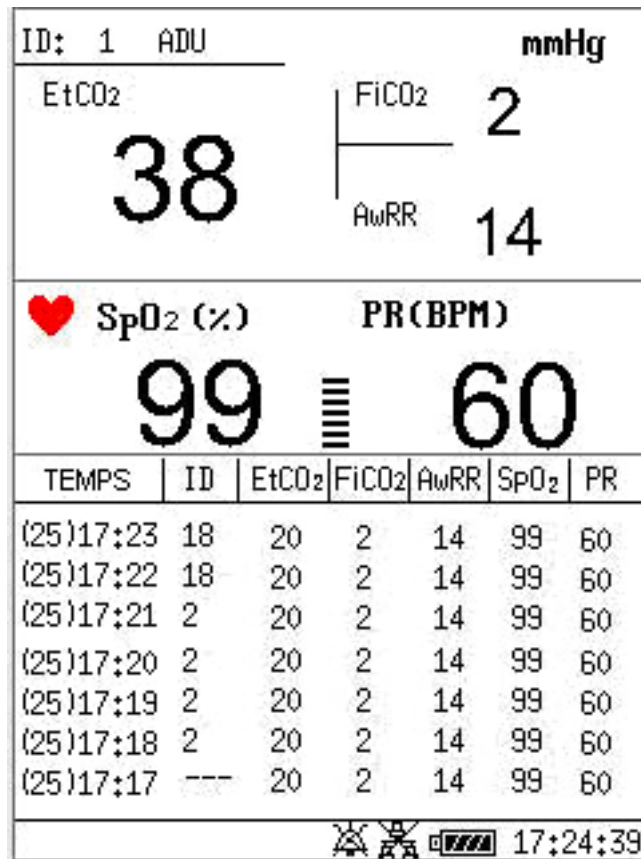 ID: 1 ADU mmHg
EtCO₂ FiCO₂ 2
38
AwRR 14
SpO₂ (%) PR(BPM)
99 60
TEMPS ID EtCO₂ FiCO₂ AwRR SpO₂ PR
(25)17:23 18 20 2 14 99 60
(25)17:22 18 20 2 14 99 60
(25)17:21 2 20 2 14 99 60
(25)17:20 2 20 2 14 99 60
(25)17:19 2 20 2 14 99 60
(25)17:18 2 20 2 14 99 60
(25)17:17 --- 20 2 14 99 60
17:24:39